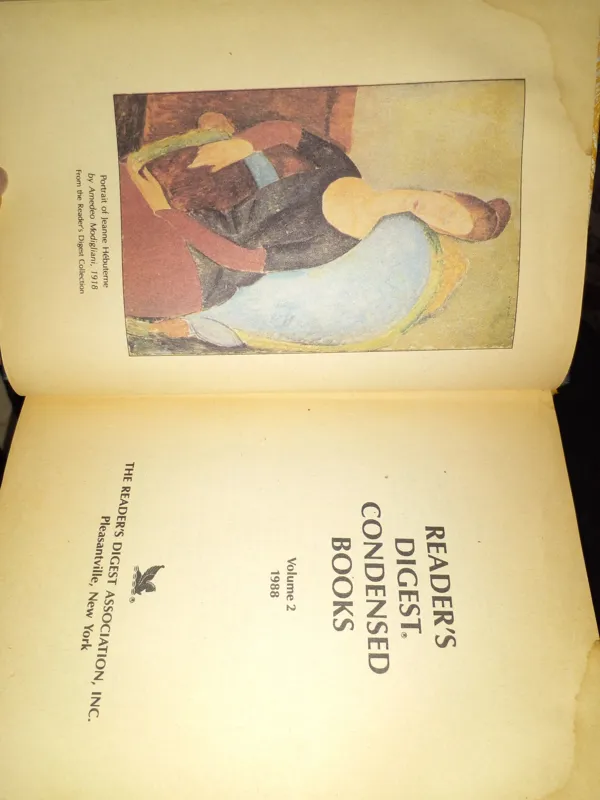 Portrait of Jeanne Hébuterne
by Amedeo Modigliani, 1918
From the Reader's Digest Collection
READER'S
DIGEST®
CONDENSED
BOOKS
Volume 2
1988
®
THE READER'S DIGEST ASSOCIATION, INC.
Pleasantville, New York